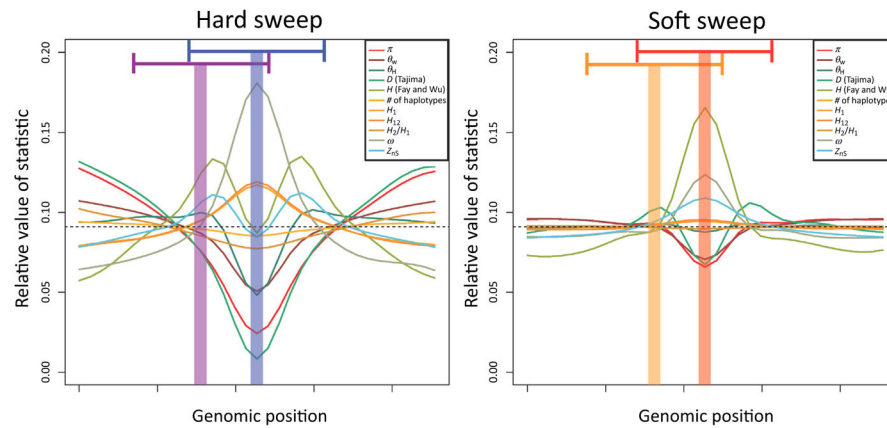 Hard sweep
Relative value of statistic
0.20
0.15
0.10
0.05
0.00
π
θw
θH
D (Tajima)
H (Fay and Wu)
# of haplotypes
H1
H12
H2/H1
ω
ZnS
Genomic position
Soft sweep
Relative value of statistic
0.20
0.15
0.10
0.05
0.00
π
θw
θH
D (Tajima)
H (Fay and Wu)
# of haplotypes
H1
H12
H2/H1
ω
ZnS
Genomic position